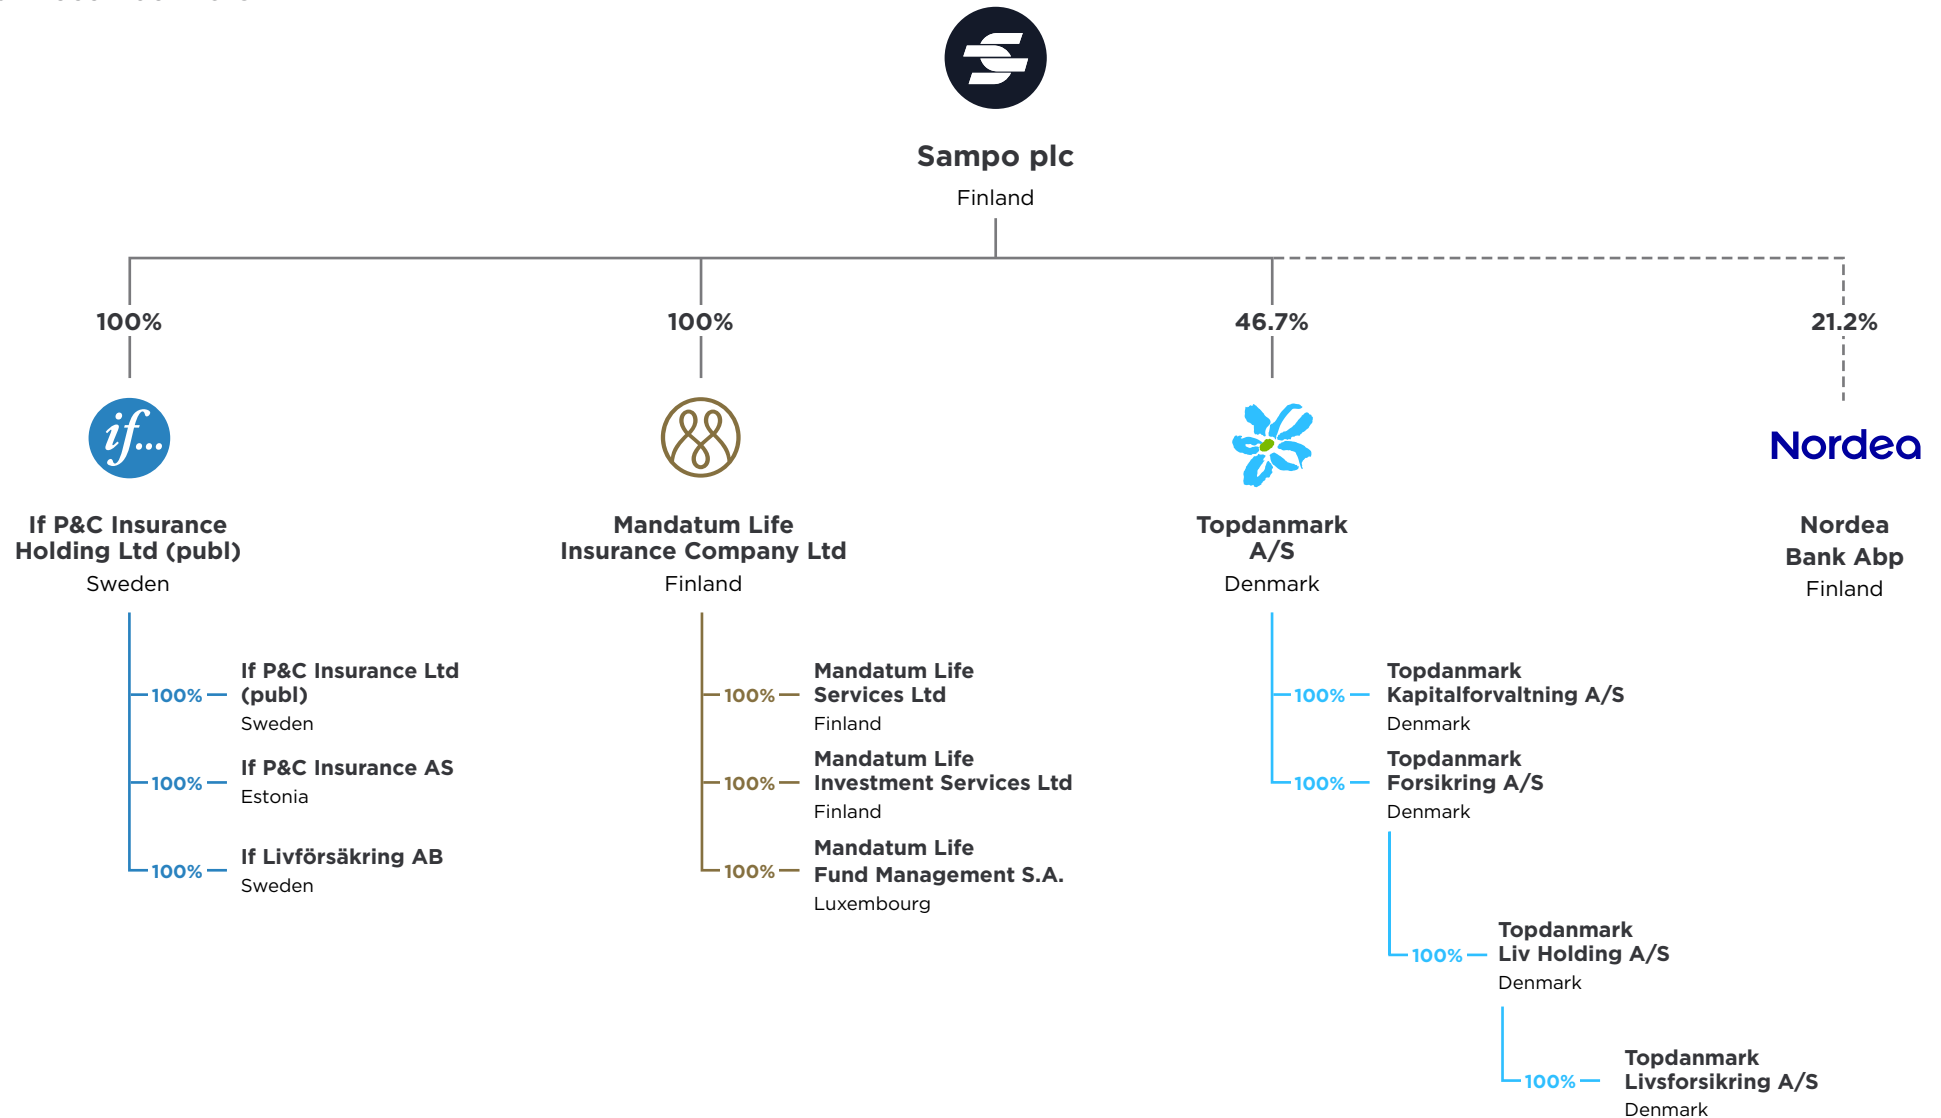 Sampo plc
Finland
100%
100%
46.7%
21.2%
if...
Nordea
If P&C Insurance
Holding Ltd (publ)
Sweden
Mandatum Life
Insurance Company Ltd
Finland
Topdanmark
A/S
Denmark
Nordea
Bank Abp
Finland
100%
If P&C Insurance Ltd
(publ)
Sweden
100%
If P&C Insurance AS
Estonia
100%
If Livförsäkring AB
Sweden
100%
Mandatum Life
Services Ltd
Finland
100%
Mandatum Life
Investment Services Ltd
Finland
100%
Mandatum Life
Fund Management S.A.
Luxembourg
100%
Topdanmark
Kapitalforvaltning A/S
Denmark
100%
Topdanmark
Forsikring A/S
Denmark
100%
Topdanmark
Liv Holding A/S
Denmark
100%
Topdanmark
Livsforsikring A/S
Denmark